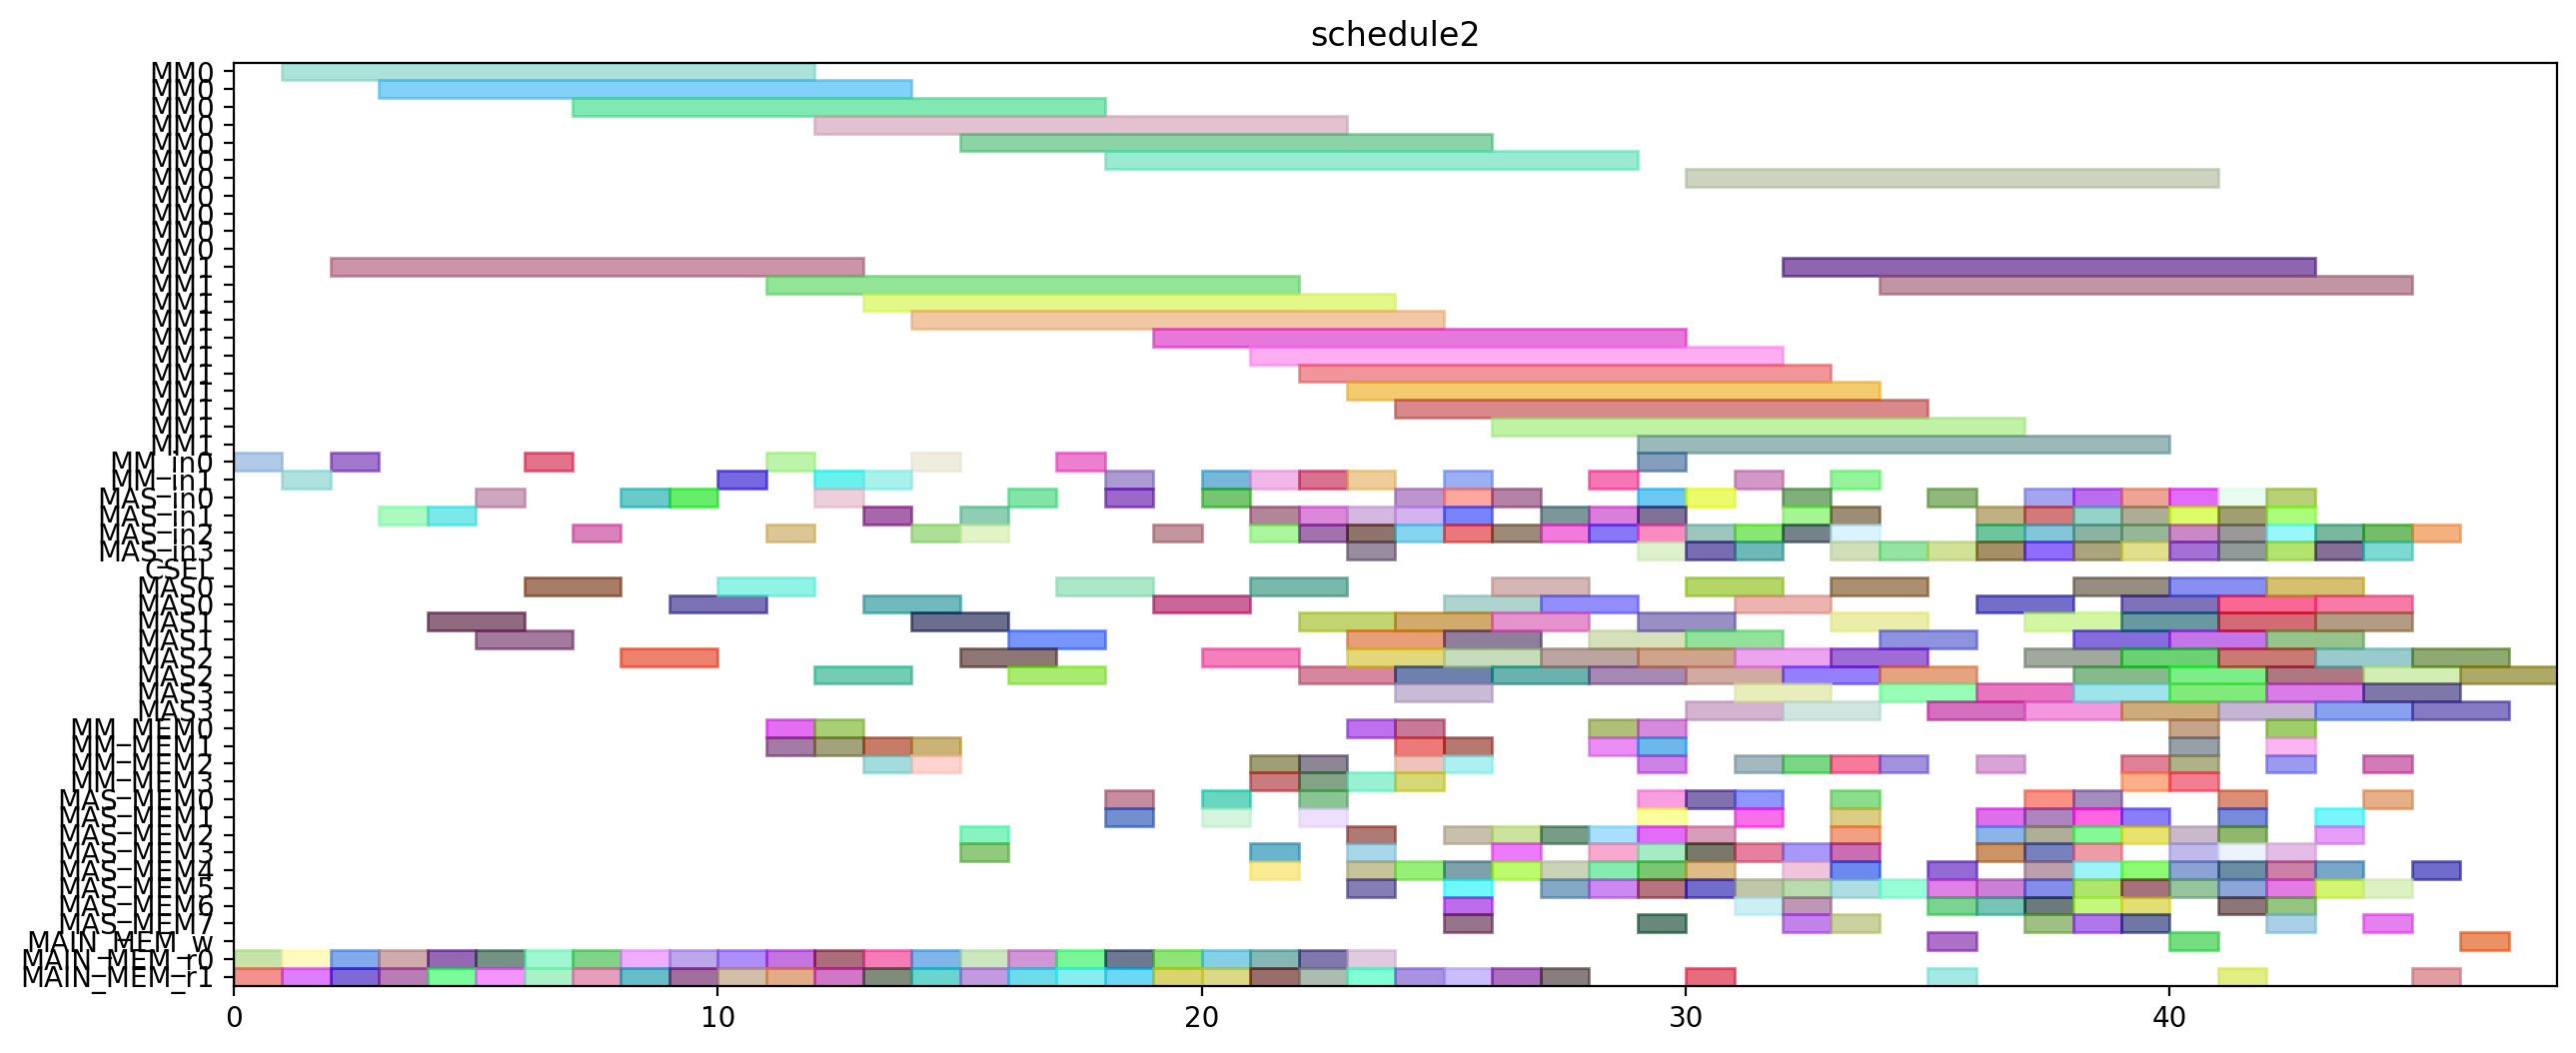 schedule2
MM0
MM0
MM0
MM0
MM0
MM0
MM0
MM0
MM0
MM0
MM0
MM1
MM1
MM1
MM1
MM1
MM1
MM1
MM1
MM1
MM1
MM1
MM_in0
MM_in1
MAS_in0
MAS_in1
MAS_in2
MAS_in3
CSEL
MAS0
MAS0
MAS1
MAS1
MAS2
MAS2
MAS3
MAS3
MM_MEM0
MM_MEM1
MM_MEM2
MM_MEM3
MAS_MEM0
MAS_MEM1
MAS_MEM2
MAS_MEM3
MAS_MEM4
MAS_MEM5
MAS_MEM6
MAS_MEM7
MAIN_MEM_w
MAIN_MEM_r0
MAIN_MEM_r1
0 10 20 30 40